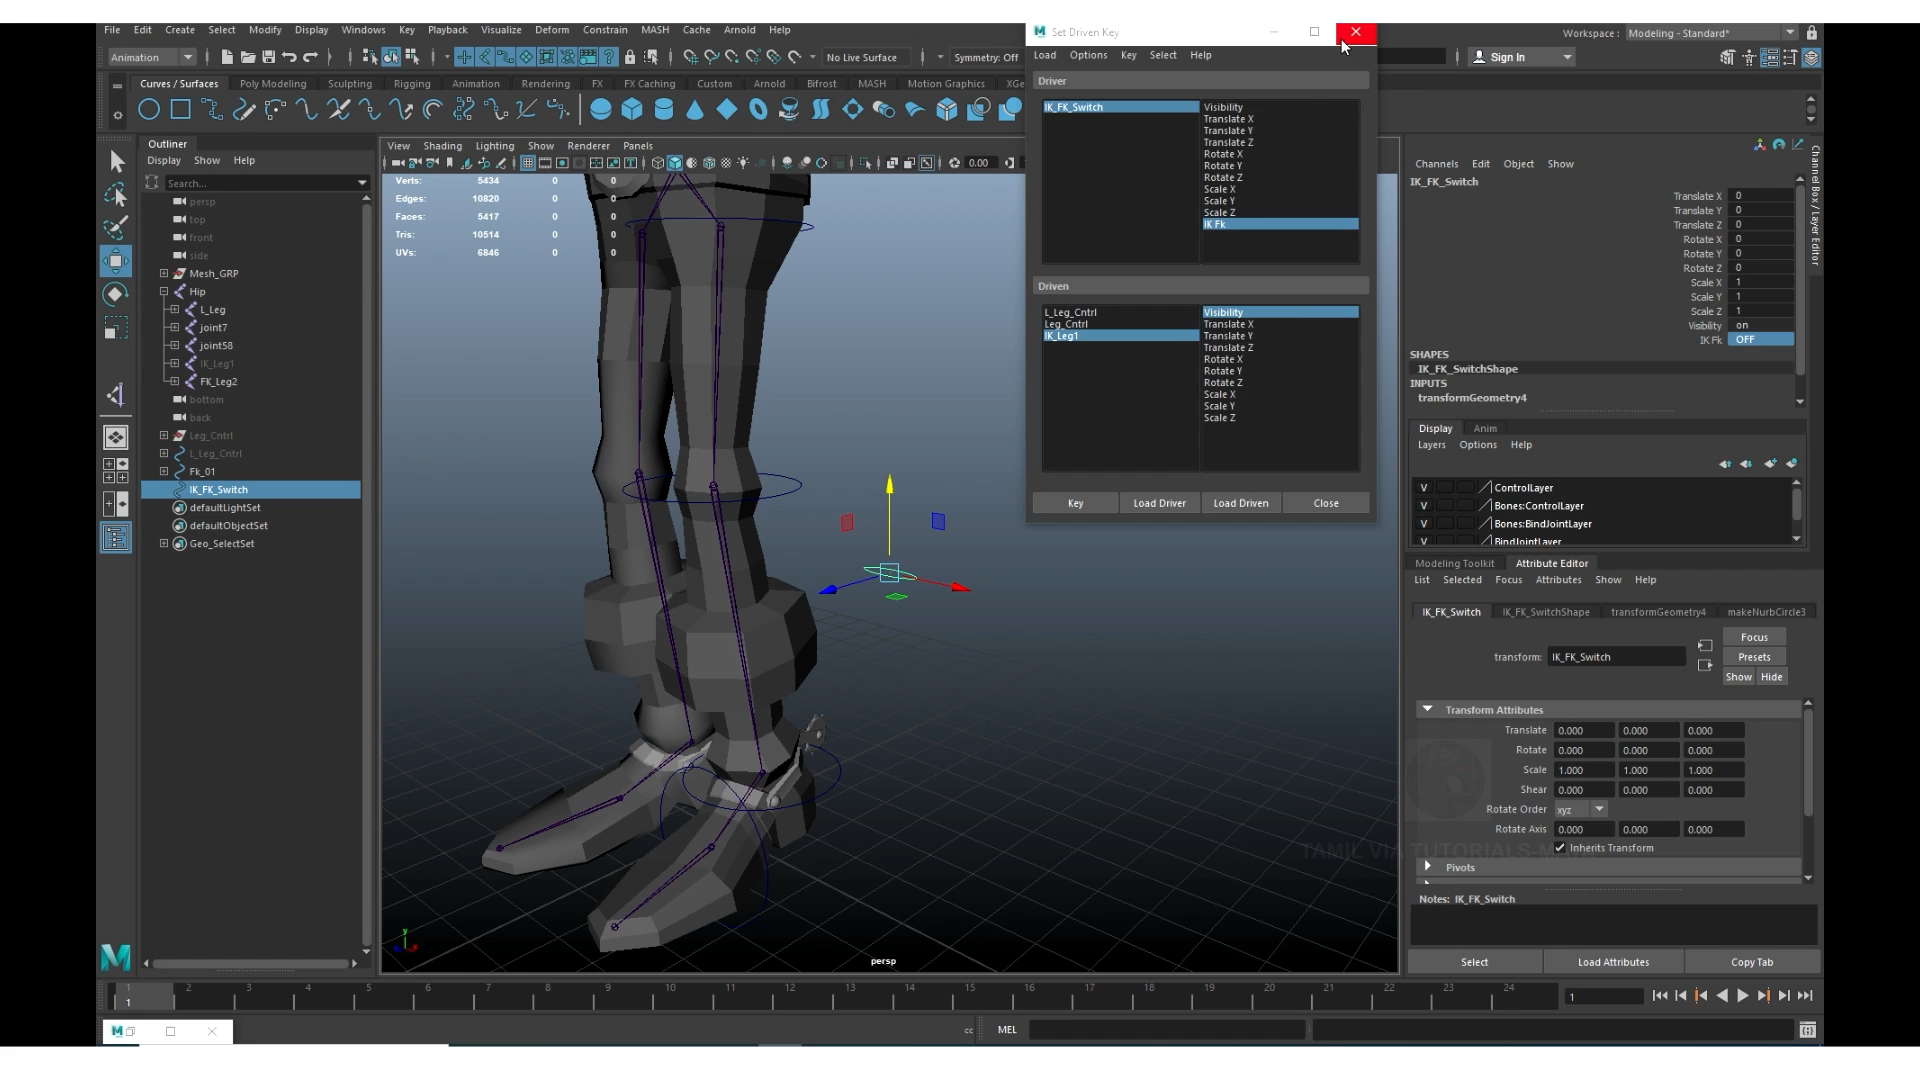 File Edit Create Select Modify Display Windows Key Playback Visualize Deform Constrain MASH Cache Arnold Help
Set Driven Key
Workspace : Modeling - Standard*
Animation
No Live Surface
Symmetry: Off
Sign In
Load Options Key Select Help
Curves / Surfaces Poly Modeling Sculpting Rigging Animation Rendering FX FX Caching Custom Arnold Bifrost MASH Motion Graphics XGe
Driver
IK_FK_Switch
Visibility
Translate X
Translate Y
Translate Z
Rotate X
Rotate Y
Rotate Z
Scale X
Scale Y
Scale Z
IK Fk
Driven
L_Leg_Cntrl
Leg_Cntrl
IK_Leg1
Visibility
Translate X
Translate Y
Translate Z
Rotate X
Rotate Y
Rotate Z
Scale X
Scale Y
Scale Z
Key Load Driver Load Driven Close
Outliner
Display Show Help
Search...
persp
top
front
side
Mesh_GRP
Hip
L_Leg
joint7
joint58
IK_Leg1
FK_Leg2
bottom
back
Leg_Cntrl
L_Leg_Cntrl
Fk_01
IK_FK_Switch
defaultLightSet
defaultObjectSet
Geo_SelectSet
View Shading Lighting Show Renderer Panels
0.00
Verts: 5434 0 0
Edges: 10820 0 0
Faces: 5417 0 0
Tris: 10514 0 0
UVs: 6846 0 0
y
x
persp
Channels Edit Object Show
Channel Box / Layer Editor
IK_FK_Switch
Translate X 0
Translate Y 0
Translate Z 0
Rotate X 0
Rotate Y 0
Rotate Z 0
Scale X 1
Scale Y 1
Scale Z 1
Visibility on
IK Fk OFF
SHAPES
IK_FK_SwitchShape
INPUTS
transformGeometry4
Display Anim
Layers Options Help
V ControlLayer
V Bones:ControlLayer
V Bones:BindJointLayer
V BindJointLayer
Modeling Toolkit Attribute Editor
List Selected Focus Attributes Show Help
IK_FK_Switch IK_FK_SwitchShape transformGeometry4 makeNurbCircle3
transform: IK_FK_Switch
Focus
Presets
Show Hide
Transform Attributes
Translate 0.000 0.000 0.000
Rotate 0.000 0.000 0.000
Scale 1.000 1.000 1.000
Shear 0.000 0.000 0.000
Rotate Order xyz
Rotate Axis 0.000 0.000 0.000
Inherits Transform
Pivots
TAMIL VIA TUTORIALS-
Notes: IK_FK_Switch
Select Load Attributes Copy Tab
1 2 3 4 5 6 7 8 9 10 11 12 13 14 15 16 17 18 19 20 21 22 23 24
1
1
MEL